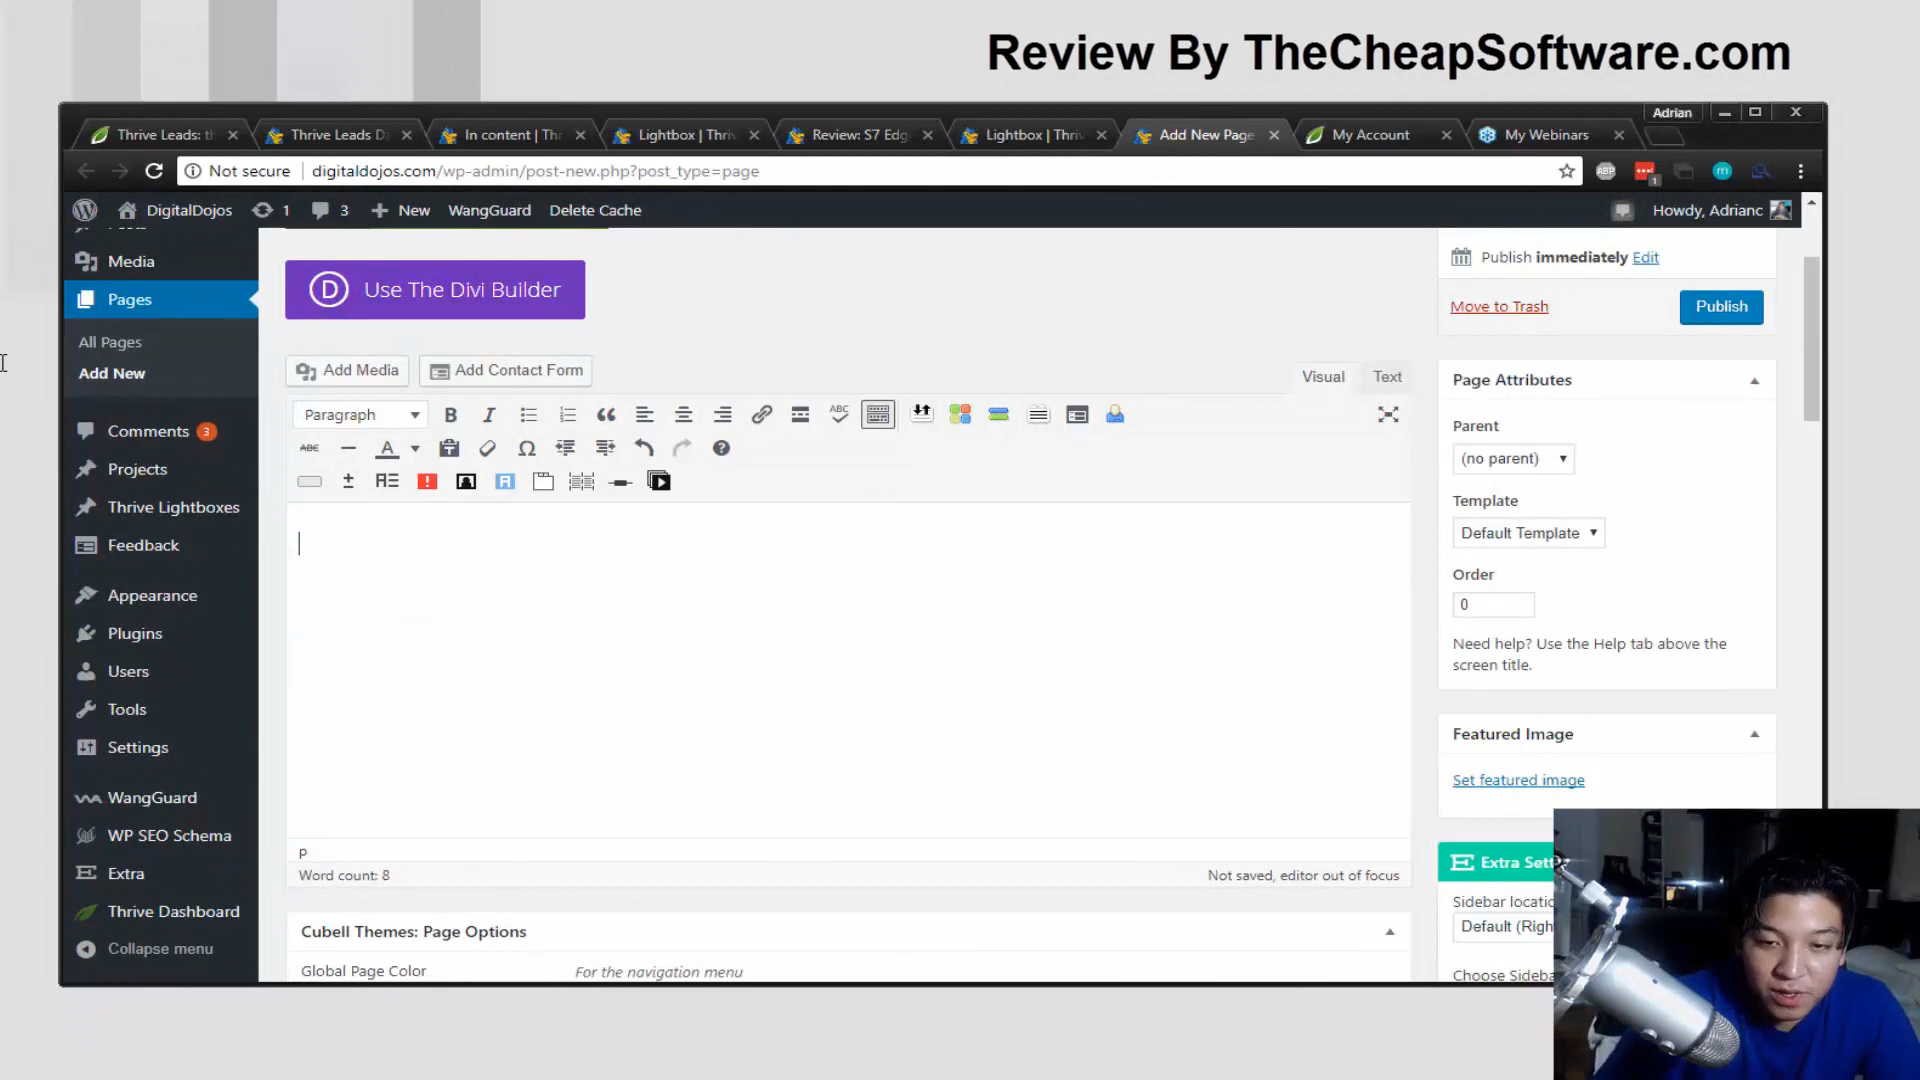 Review By TheCheapSoftware.com
Adrian
Thrive Leads: th
Thrive Leads D
In content | Thr
Lightbox | Thriv
Review: S7 Edg
Lightbox | Thriv
Add New Page
My Account
My Webinars
Not secure
digitaldojos.com/wp-admin/post-new.php?post_type=page
ABP
1
m
DigitalDojos
1
3
New
WangGuard
Delete Cache
Howdy, Adrianc
Media
Pages
All Pages
Add New
Comments 3
Projects
Thrive Lightboxes
Feedback
Appearance
Plugins
Users
Tools
Settings
WangGuard
WP SEO Schema
Extra
Thrive Dashboard
Collapse menu
D Use The Divi Builder
Add Media
Add Contact Form
Visual
Text
Paragraph
B
I
ABC
ABC
A
Ω
p
Word count: 8
Not saved, editor out of focus
Cubell Themes: Page Options
Global Page Color
For the navigation menu
Publish immediately Edit
Move to Trash
Publish
Page Attributes
Parent
(no parent)
Template
Default Template
Order
0
Need help? Use the Help tab above the
screen title.
Featured Image
Set featured image
Extra Sett
Sidebar locatio
Default (Righ
Choose Sideba